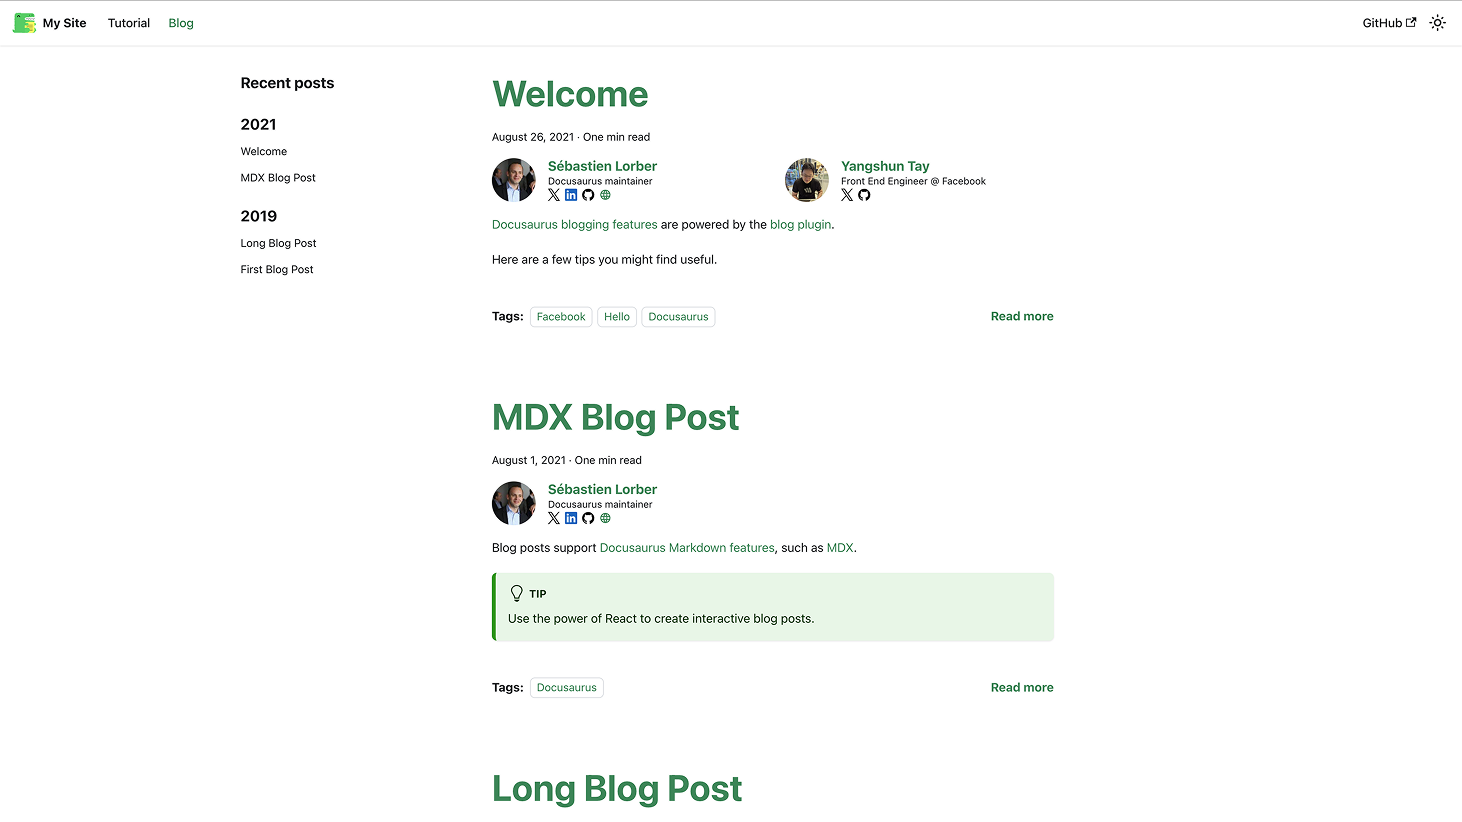 My Site Tutorial Blog GitHub
Recent posts
2021
Welcome
MDX Blog Post
2019
Long Blog Post
First Blog Post
Welcome
August 26, 2021 · One min read
Sébastien Lorber
Docusaurus maintainer
Yangshun Tay
Front End Engineer @ Facebook
Docusaurus blogging features are powered by the blog plugin.
Here are a few tips you might find useful.
Tags: Facebook Hello Docusaurus Read more
MDX Blog Post
August 1, 2021 · One min read
Sébastien Lorber
Docusaurus maintainer
Blog posts support Docusaurus Markdown features, such as MDX.
TIP
Use the power of React to create interactive blog posts.
Tags: Docusaurus Read more
Long Blog Post